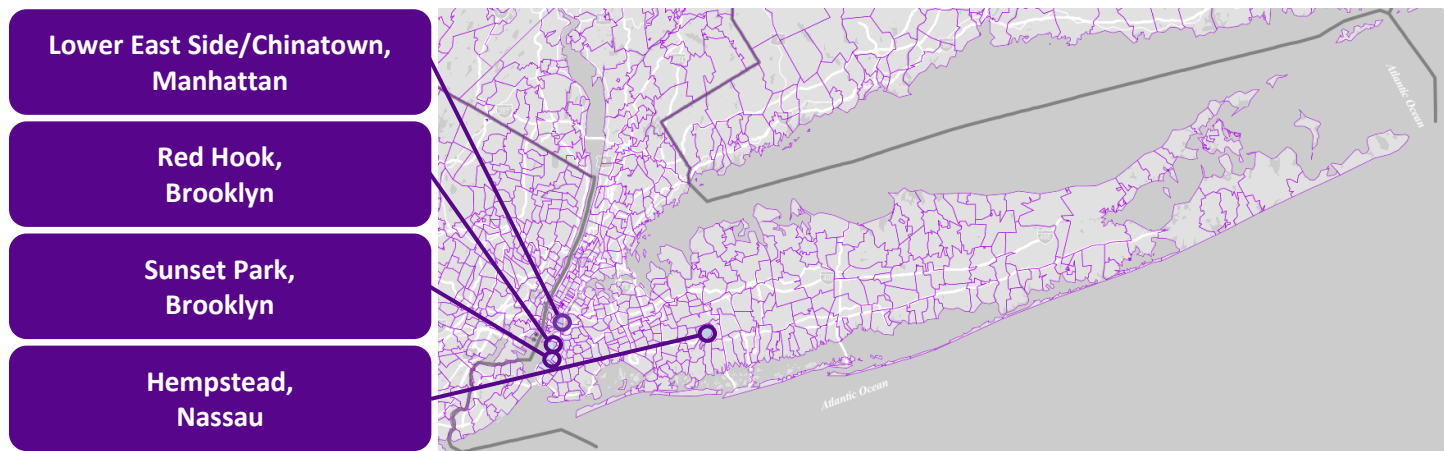 Lower East Side/Chinatown,
Manhattan
Red Hook,
Brooklyn
Sunset Park,
Brooklyn
Hempstead,
Nassau
Atlantic Ocean
Atlantic Ocean